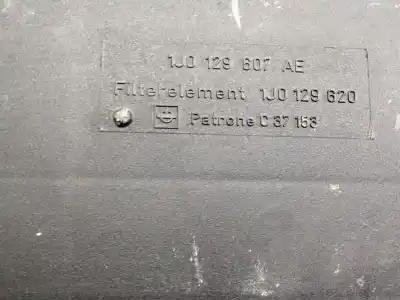 1J0 129 607 AE
Filterelement 1J0 129 620
Patrone C 37 153